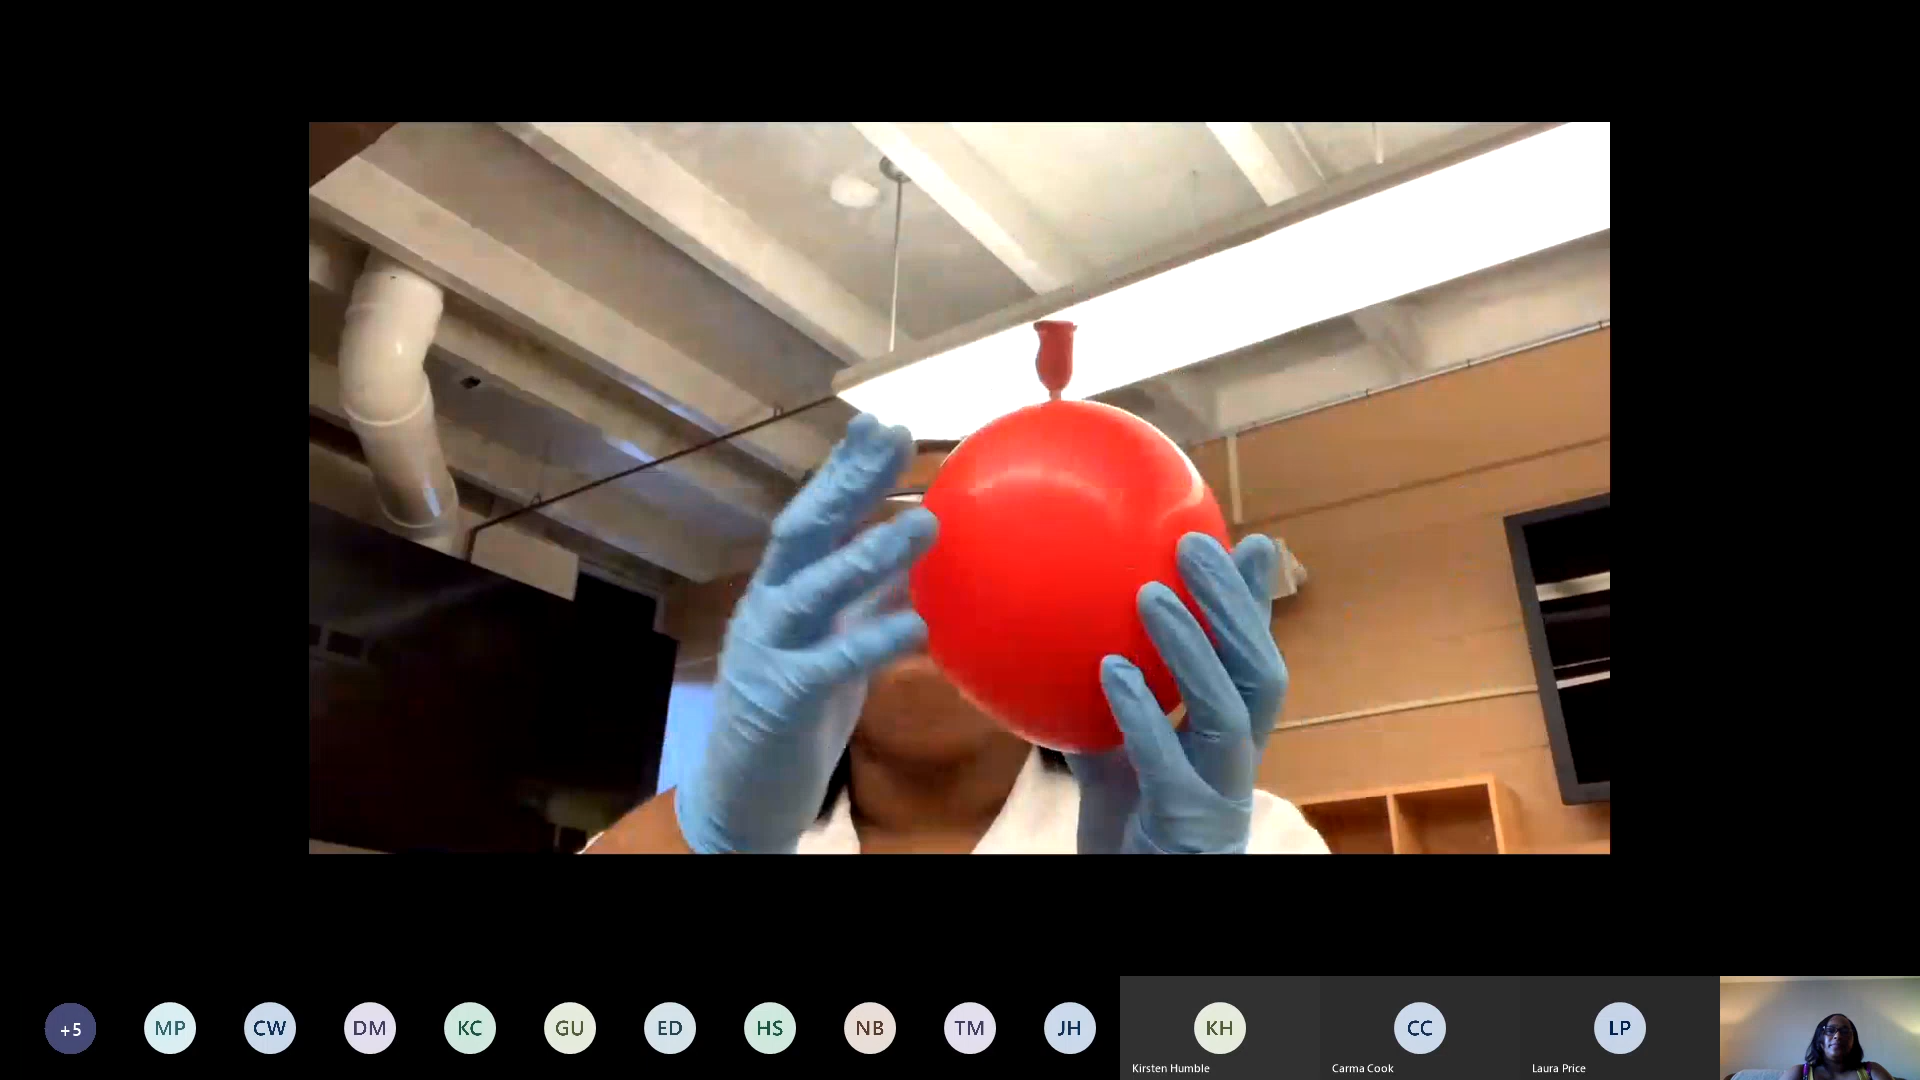 +5
MP
CW
DM
KC
GU
ED
HS
NB
TM
JH
KH
CC
LP
Kirsten Humble
Carma Cook
Laura Price